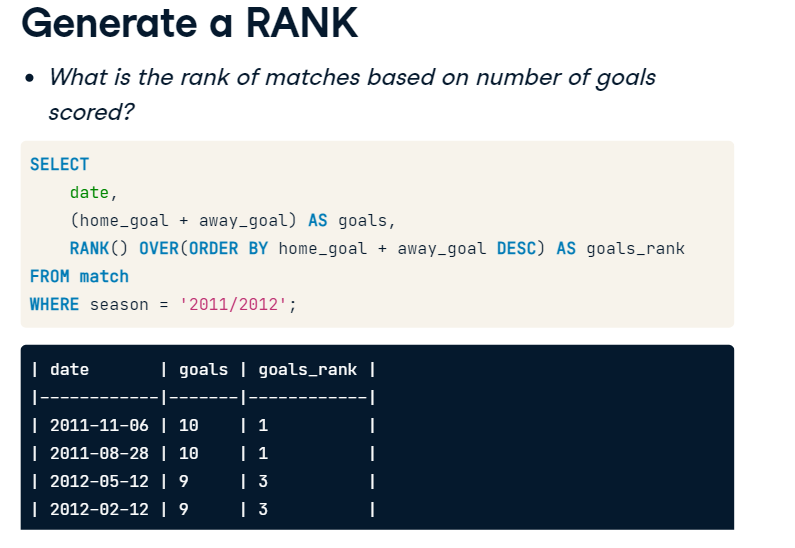 Generate a RANK
• What is the rank of matches based on number of goals
scored?
SELECT
    date,
    (home_goal + away_goal) AS goals,
    RANK() OVER(ORDER BY home_goal + away_goal DESC) AS goals_rank
FROM match
WHERE season = '2011/2012';
| date       | goals | goals_rank |
|------------|-------|------------|
| 2011-11-06 | 10    | 1          |
| 2011-08-28 | 10    | 1          |
| 2012-05-12 | 9     | 3          |
| 2012-02-12 | 9     | 3          |